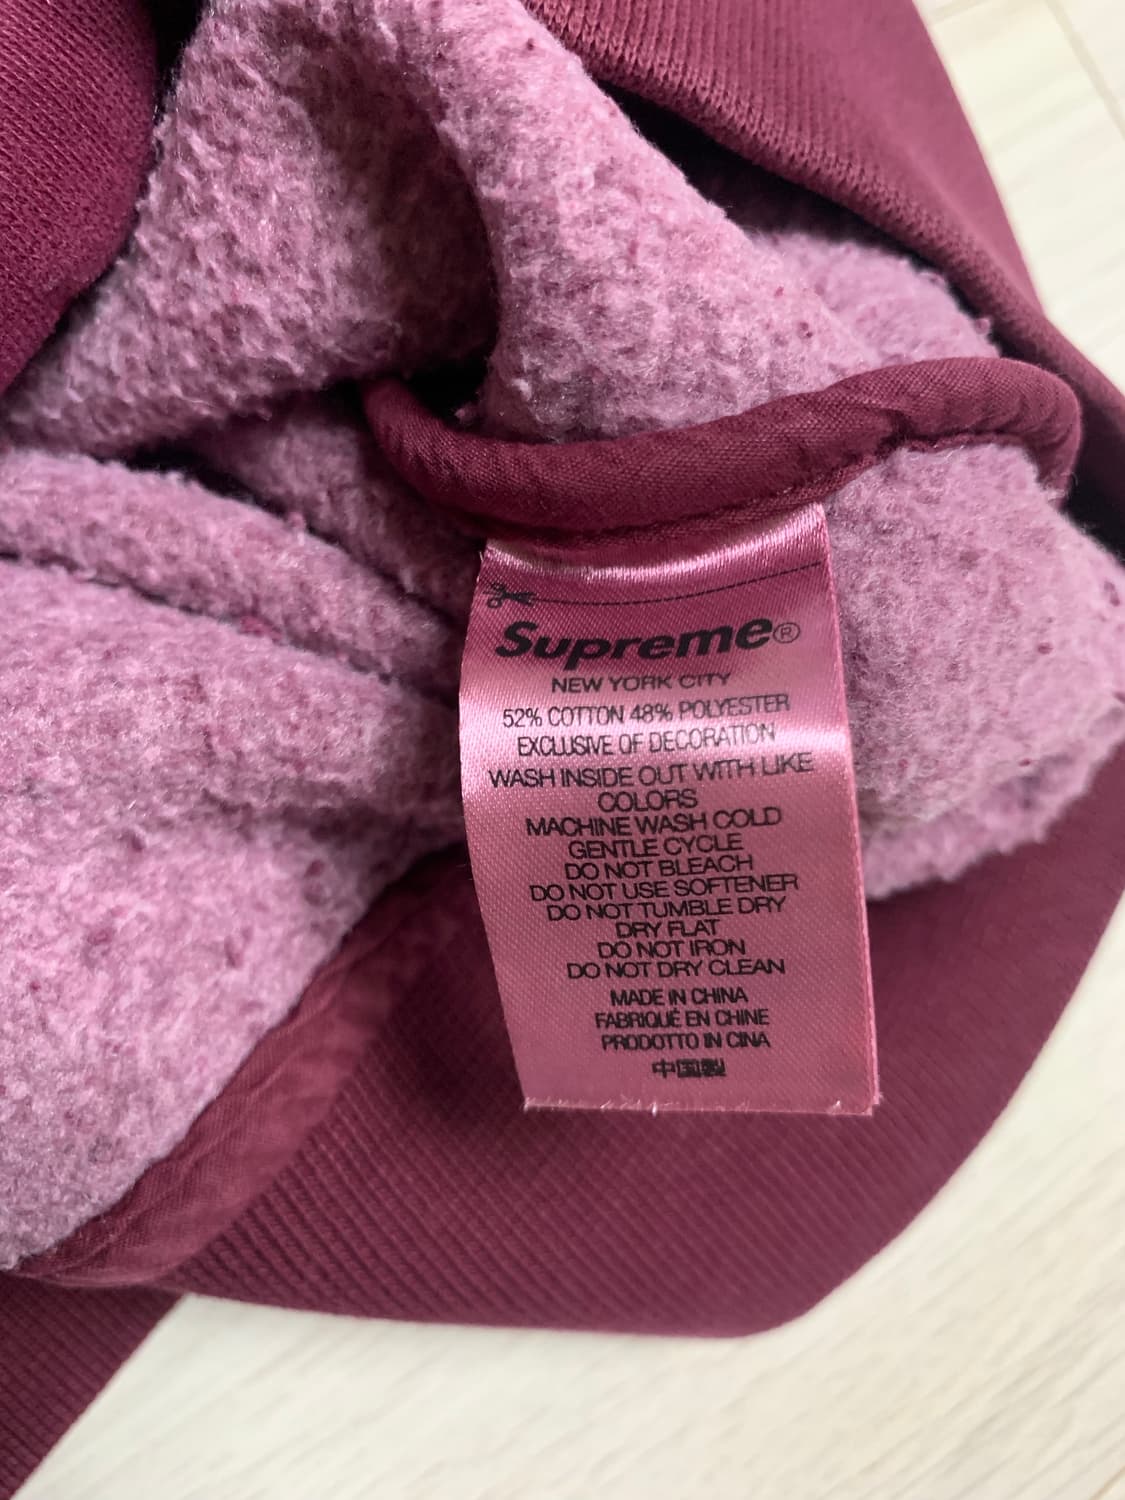 Supreme®
NEW YORK CITY
52% COTTON 48% POLYESTER
EXCLUSIVE OF DECORATION
WASH INSIDE OUT WITH LIKE
COLORS
MACHINE WASH COLD
GENTLE CYCLE
DO NOT BLEACH
DO NOT USE SOFTENER
DO NOT TUMBLE DRY
DRY FLAT
DO NOT IRON
DO NOT DRY CLEAN
MADE IN CHINA
FABRIQUÉ EN CHINE
PRODOTTO IN CINA
中国製